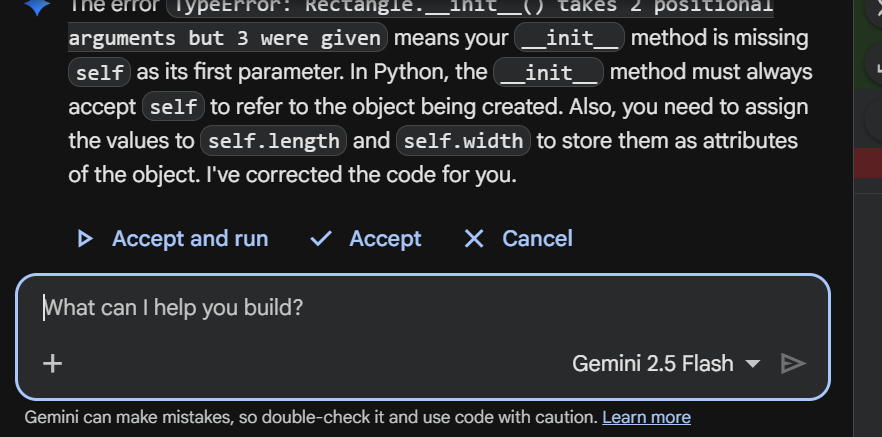 The error TypeError: Rectangle.__init__() takes 2 positional
arguments but 3 were given means your __init__ method is missing
self as its first parameter. In Python, the __init__ method must always
accept self to refer to the object being created. Also, you need to assign
the values to self.length and self.width to store them as attributes
of the object. I've corrected the code for you.
Accept and run Accept Cancel
What can I help you build?
Gemini 2.5 Flash
Gemini can make mistakes, so double-check it and use code with caution. Learn more